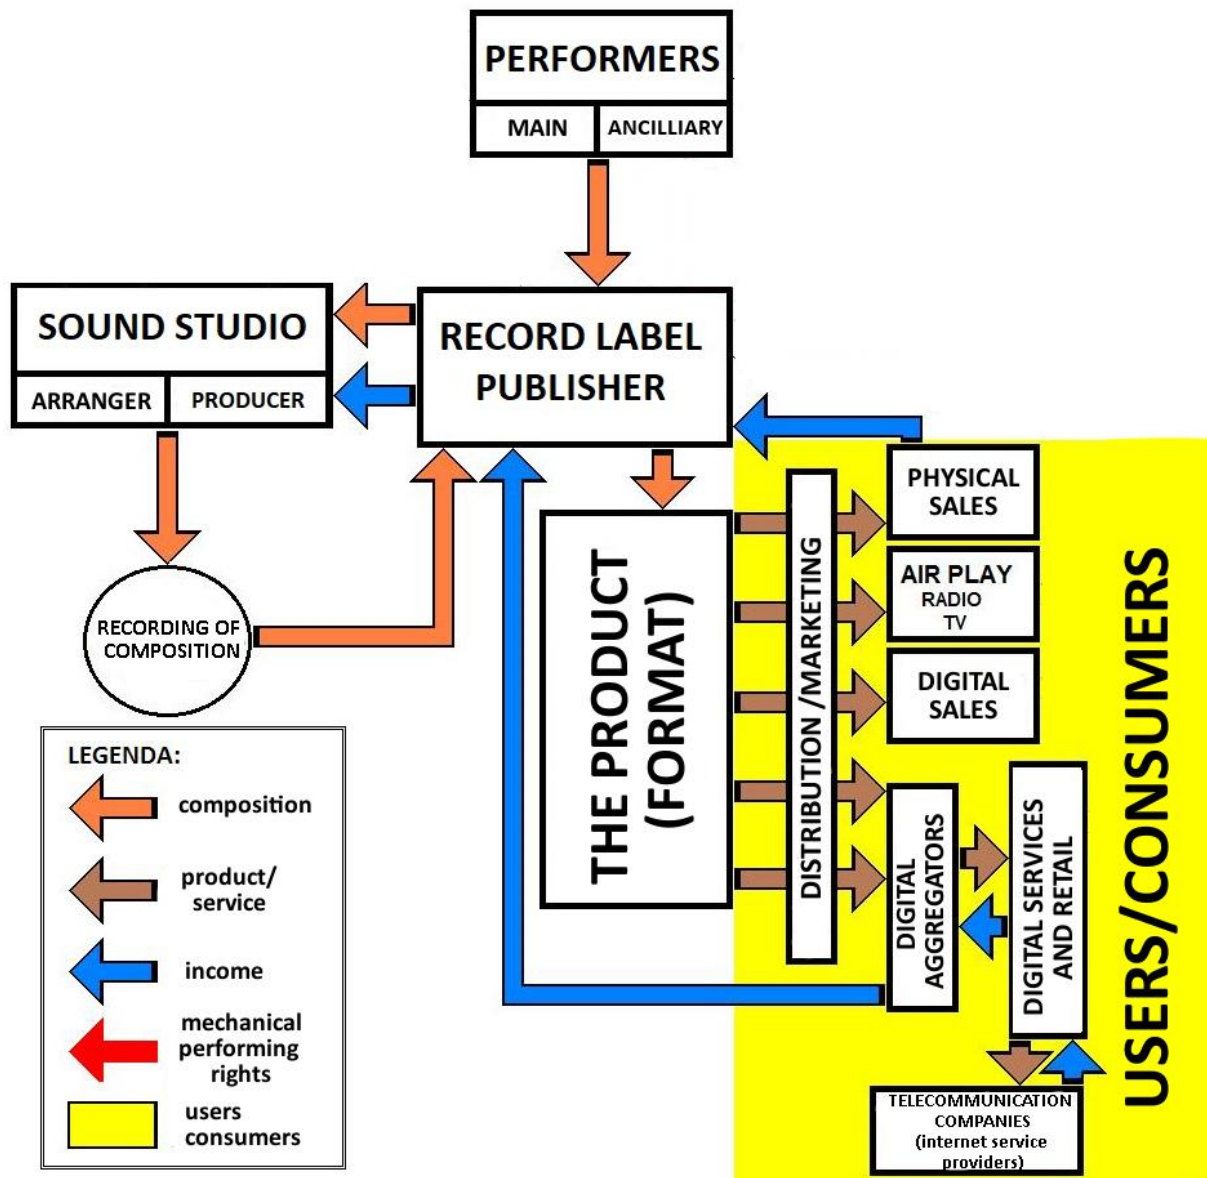 PERFORMERS
MAIN
ANCILLIARY
SOUND STUDIO
ARRANGER
PRODUCER
RECORD LABEL
PUBLISHER
RECORDING OF
COMPOSITION
THE PRODUCT
(FORMAT)
DISTRIBUTION /MARKETING
PHYSICAL
SALES
AIR PLAY
RADIO
TV
DIGITAL
SALES
DIGITAL
AGGREGATORS
DIGITAL SERVICES
AND RETAIL
TELECOMMUNICATION
COMPANIES
(internet service
providers)
USERS/CONSUMERS
LEGENDA:
composition
product/
service
income
mechanical
performing
rights
users
consumers